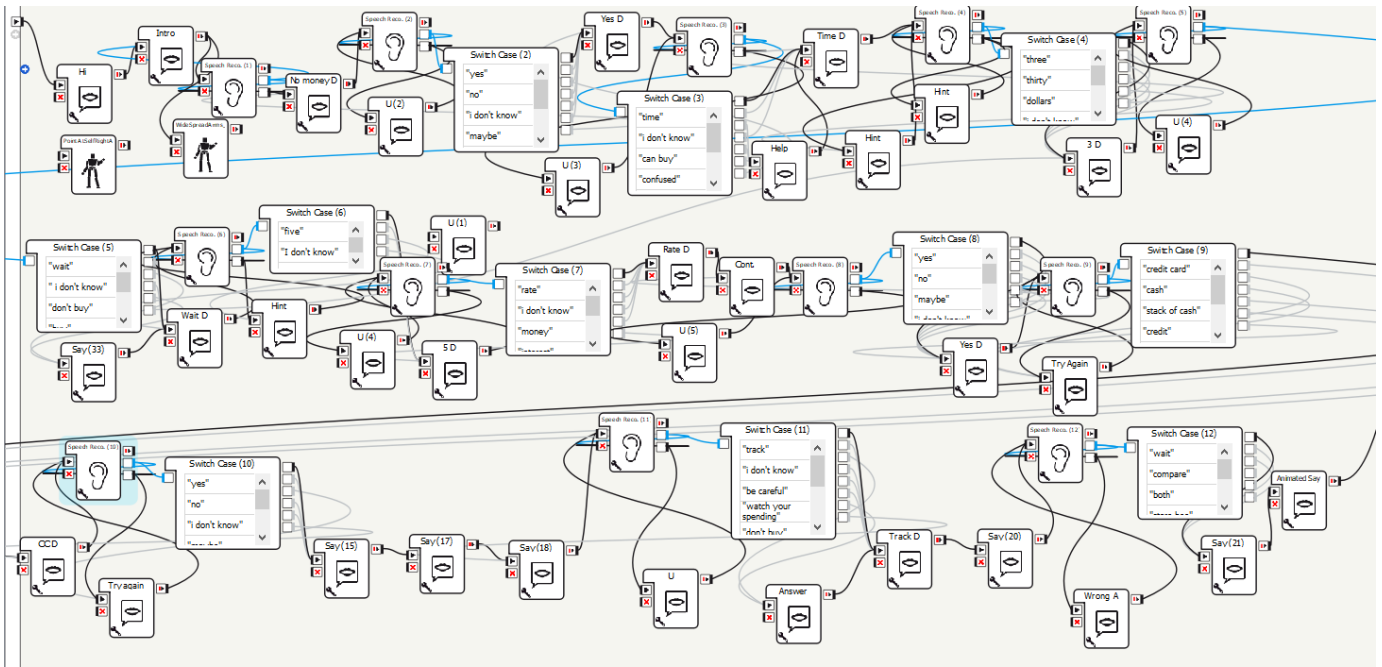 Hi
Intro
Speech Reco. (1)
No money D
Speech Reco. (2)
U (2)
Switch Case (2)
"yes"
"no"
"i don't know"
"maybe"
Yes D
Speech Reco. (3)
Switch Case (3)
"time"
"i don't know"
"can buy"
"confused"
U (3)
Help
Time D
Hint
Speech Reco. (4)
Hint
Switch Case (4)
"three"
"thirty"
"dollars"
Speech Reco. (5)
3 D
U (4)
Switch Case (5)
"wait"
" i don't know"
"don't buy"
Say (33)
Wait D
Speech Reco. (6)
Switch Case (6)
"five"
"I don't know"
Hint
U (1)
Speech Reco. (7)
U (4)
5 D
Switch Case (7)
"rate"
"i don't know"
"money"
Rate D
U (5)
Cont.
Speech Reco. (8)
Switch Case (8)
"yes"
"no"
"maybe"
Yes D
Speech Reco. (9)
Try Again
Switch Case (9)
"credit card"
"cash"
"stack of cash"
"credit"
CC D
Speech Reco. (10)
Try again
Switch Case (10)
"yes"
"no"
"i don't know"
Say (15)
Say (17)
Say (18)
Speech Reco. (11
U
Switch Case (11)
"track"
"i don't know"
"be careful"
"watch your
spending"
"don't buy"
Answer
Track D
Say (20)
Speech Reco. (12
Wrong A
Switch Case (12)
"wait"
"compare"
"both"
Say (21)
Animated Say